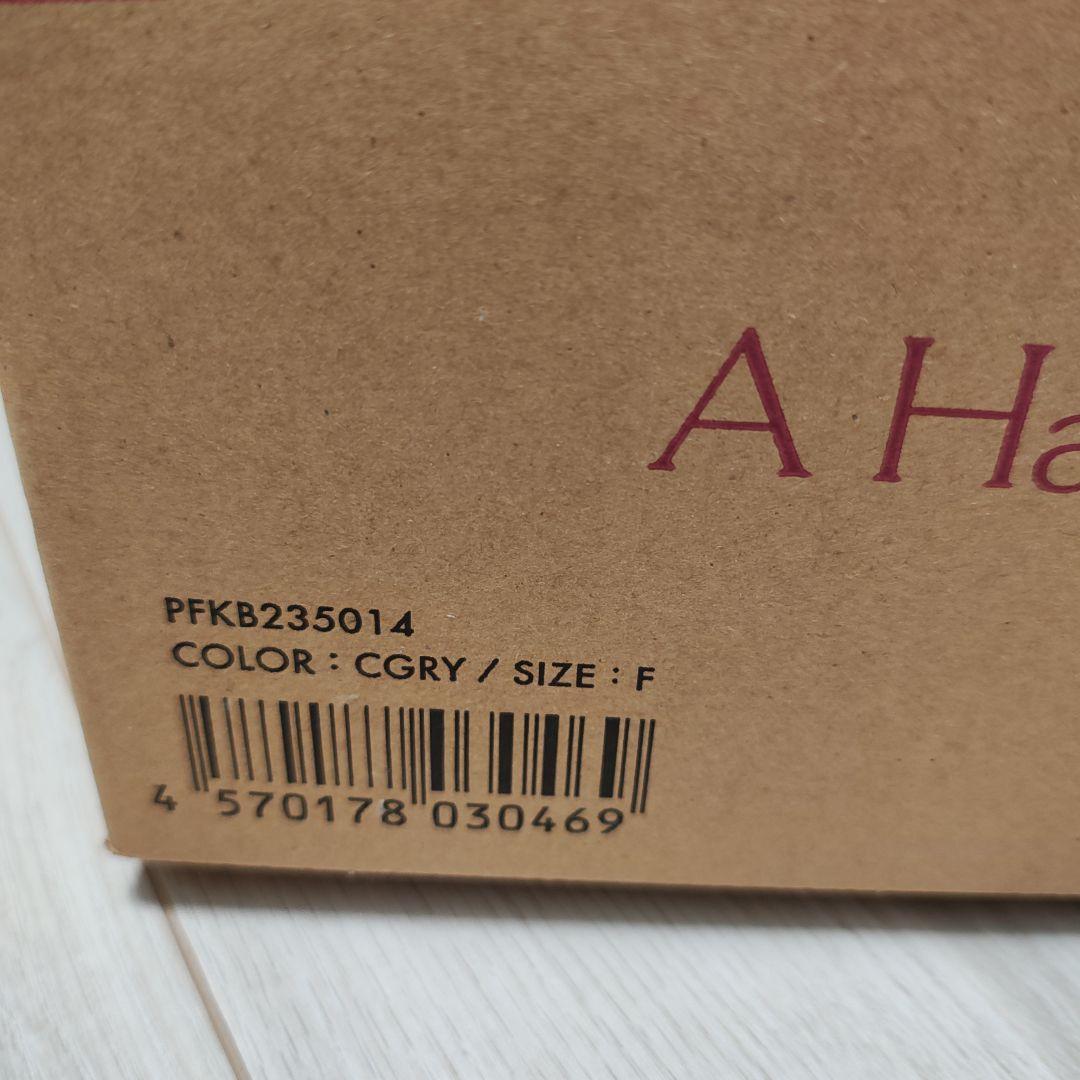 A Ha
PFKB235014
COLOR : CGRY / SIZE : F
4 570178 030469